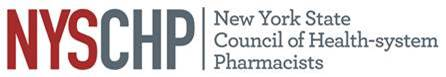 NYSCHP
New York State
Council of Health-system
Pharmacists